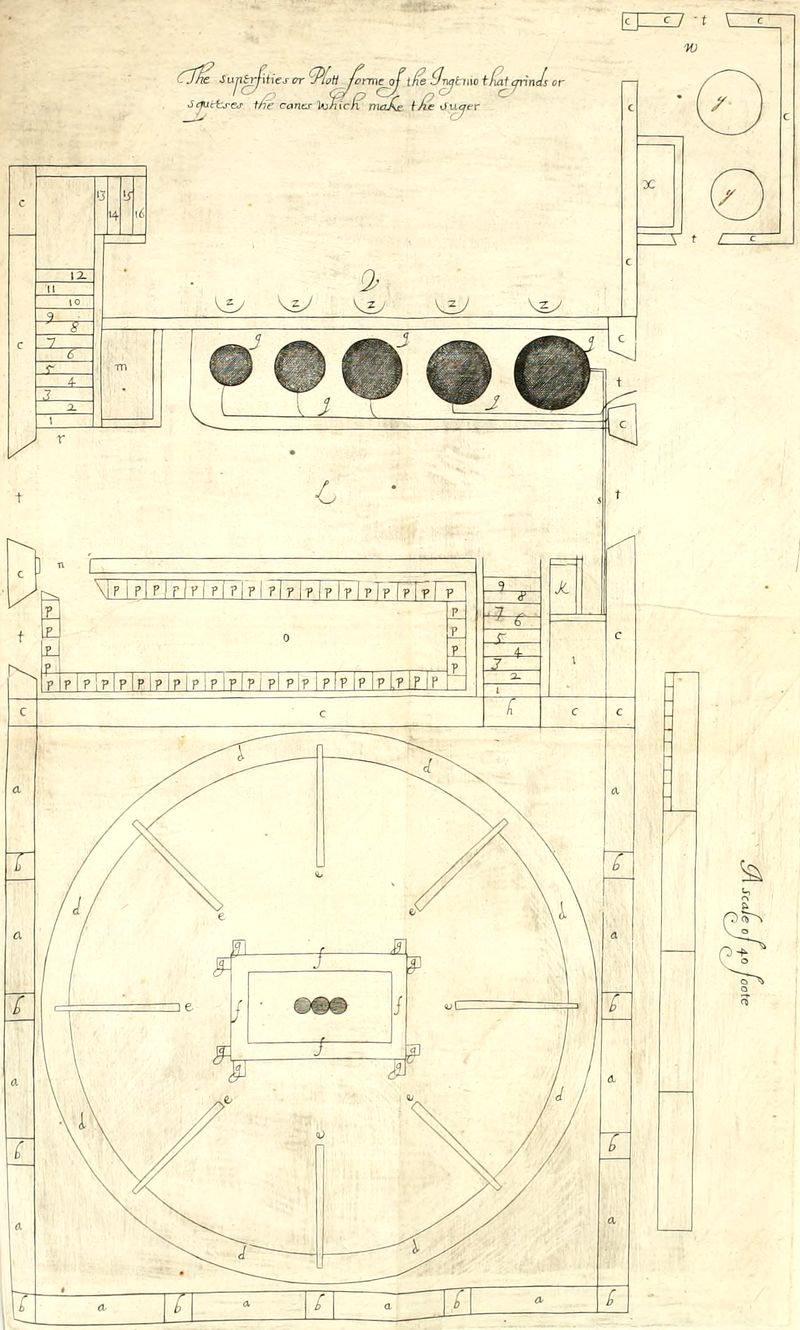 c c t c
w
The Superfities or Plott forme of the Ingenio that grinds or
Squeeses the canes which make the Suger
c y c
x y
c
t c
c
13 14 15 16
c
12
11
10
9
8
7
6
5
4
3
2
1
c
m
z z z z z
q q q
q q
c
t
c
r
t
L
s
t
c
n
P P P P P P P P P P P P P P P P P P
P P P P
o
P P P P
P P P P P P P P P P P P P P P P P P P P P P
t
9
8
7
6
5
4
3
2
1
k
i
c
c c h c c
a b a b a b a
d d d d d d d d
e e e e e e e e
g g g g g g g g
f f f f
a b a b a b a
b a b a b a b a b
A scale of 40 foote